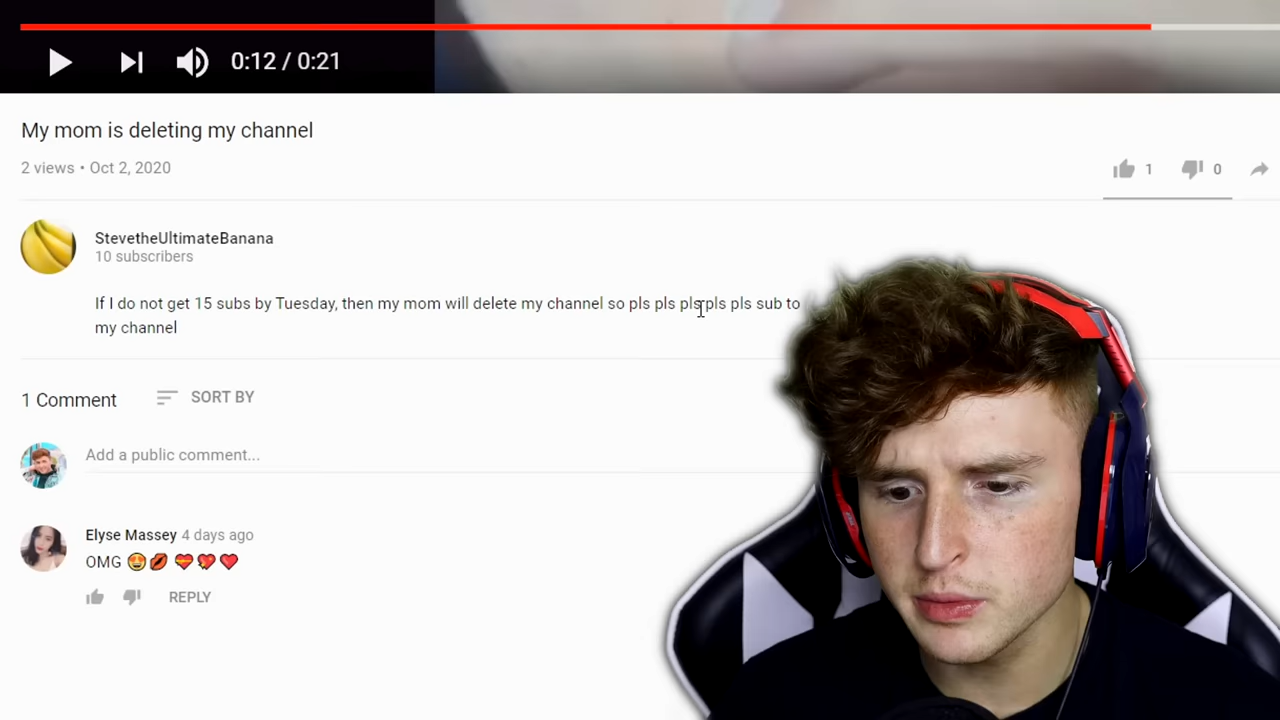 0:12 / 0:21
My mom is deleting my channel
2 views • Oct 2, 2020
1
0
StevetheUltimateBanana
10 subscribers
If I do not get 15 subs by Tuesday, then my mom will delete my channel so pls pls pls pls pls sub to
my channel
1 Comment
SORT BY
Add a public comment...
Elyse Massey 4 days ago
OMG 😍💋💝💖❤️
REPLY